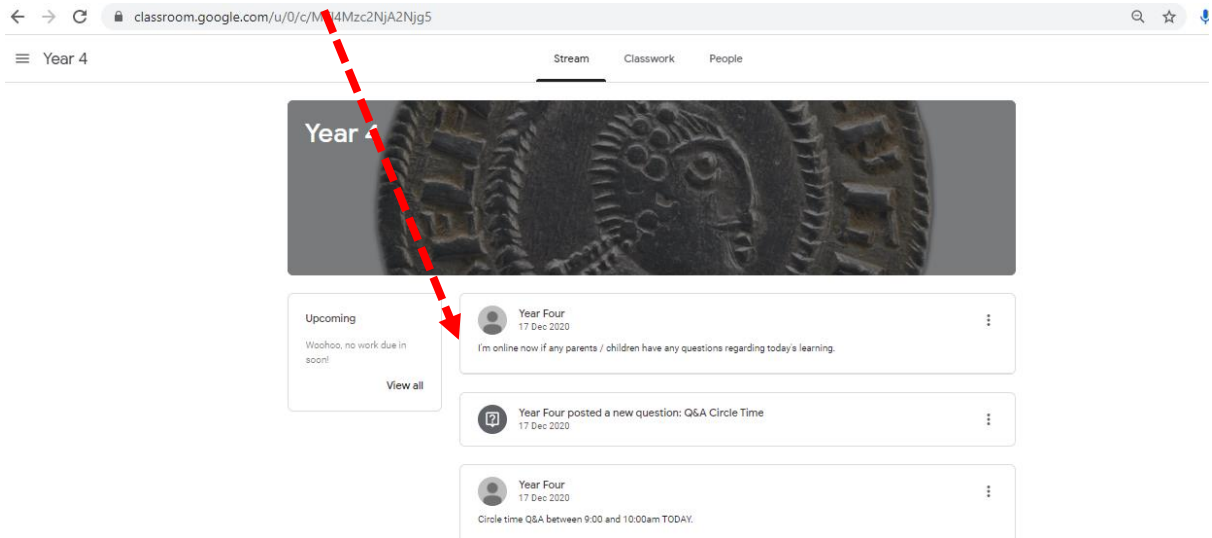 classroom.google.com/u/0/c/
Year 4
Stream Classwork People
Year 4
Upcoming
Woohoo, no work due in
soon!
View all
Year Four
17 Dec 2020
I'm online now if any parents / children have any questions regarding today's learning.
Year Four posted a new question: Q&A Circle Time
17 Dec 2020
Year Four
17 Dec 2020
Circle time Q&A between 9:00 and 10:00am TODAY.